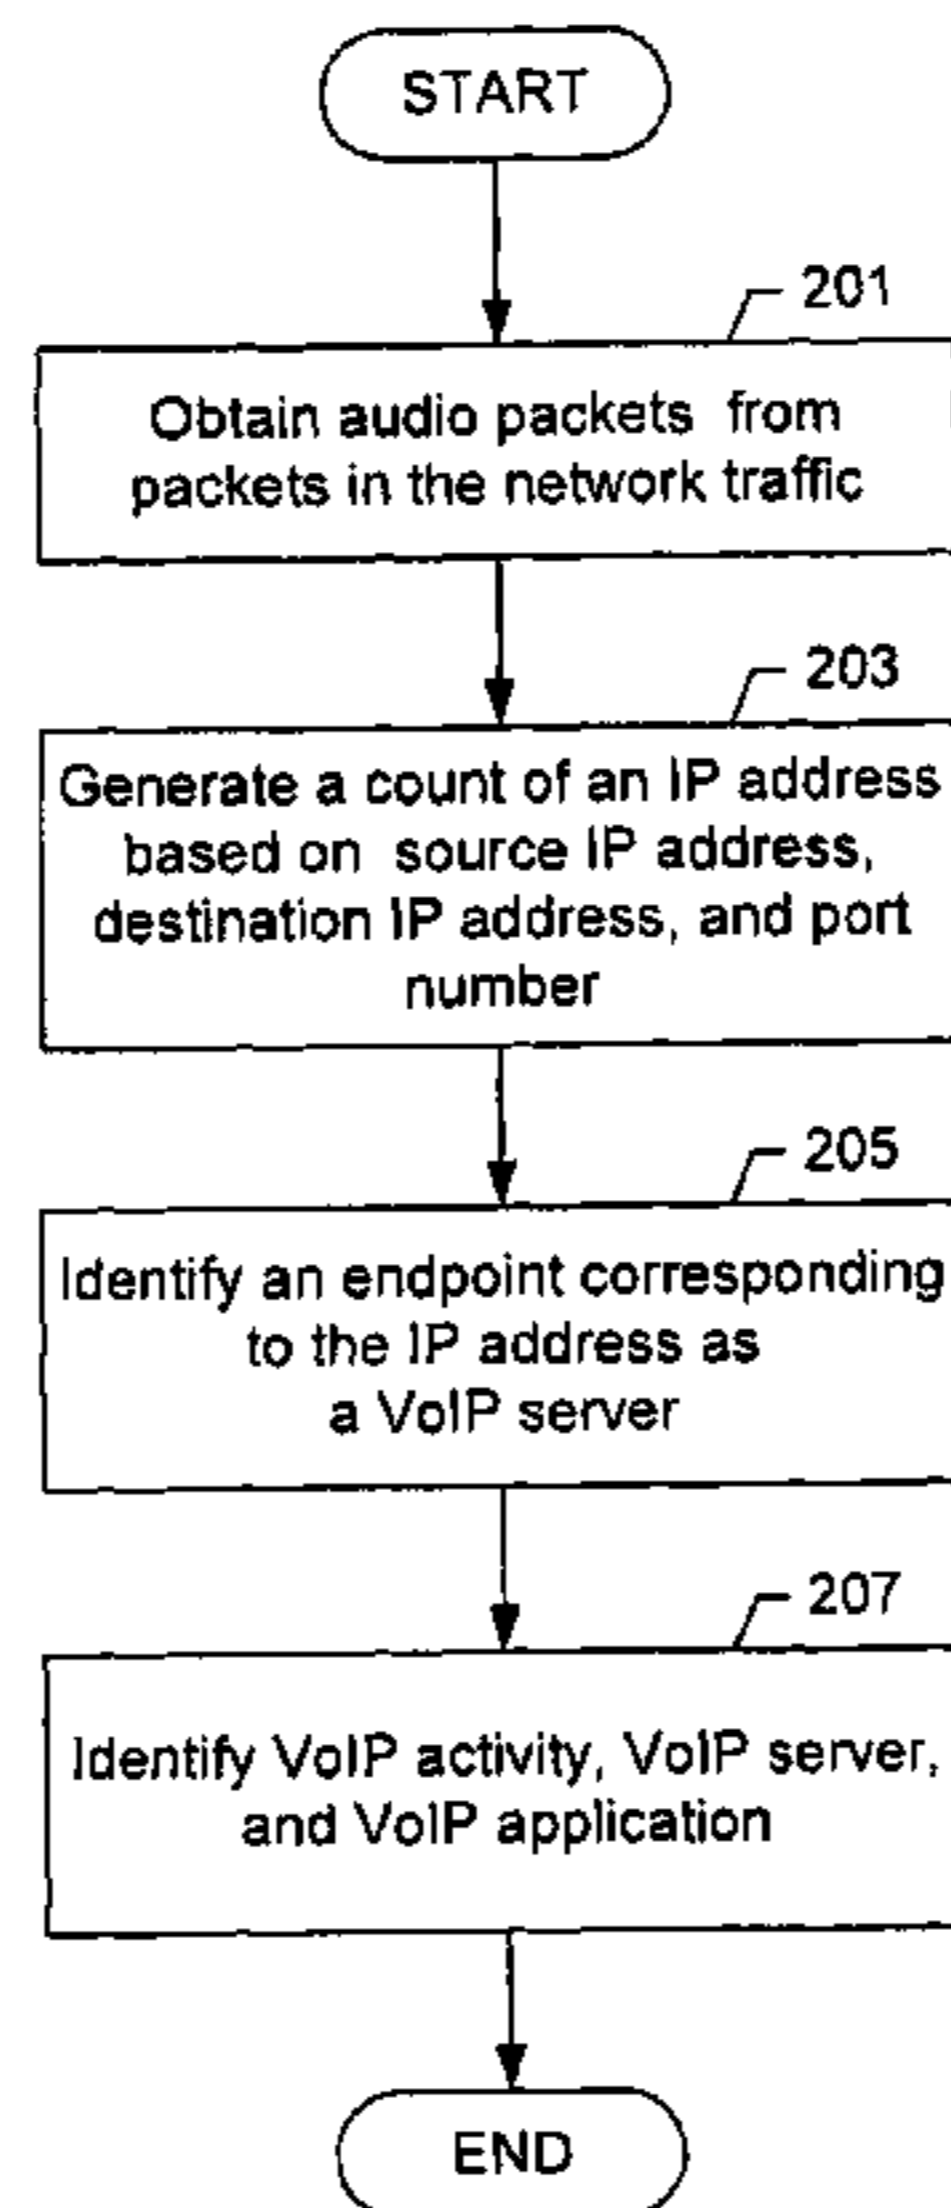 START
201
Obtain audio packets from
packets in the network traffic
203
Generate a count of an IP address
based on source IP address,
destination IP address, and port
number
205
Identify an endpoint corresponding
to the IP address as
a VoIP server
207
Identify VoIP activity, VoIP server,
and VoIP application
END